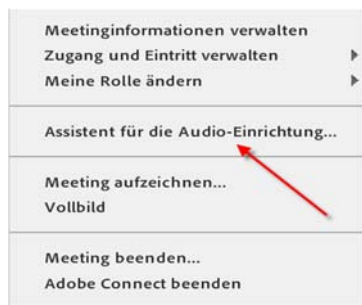 Meetinginformationen verwalten
Zugang und Eintritt verwalten
Meine Rolle ändern
Assistent für die Audio-Einrichtung...
Meeting aufzeichnen...
Vollbild
Meeting beenden...
Adobe Connect beenden